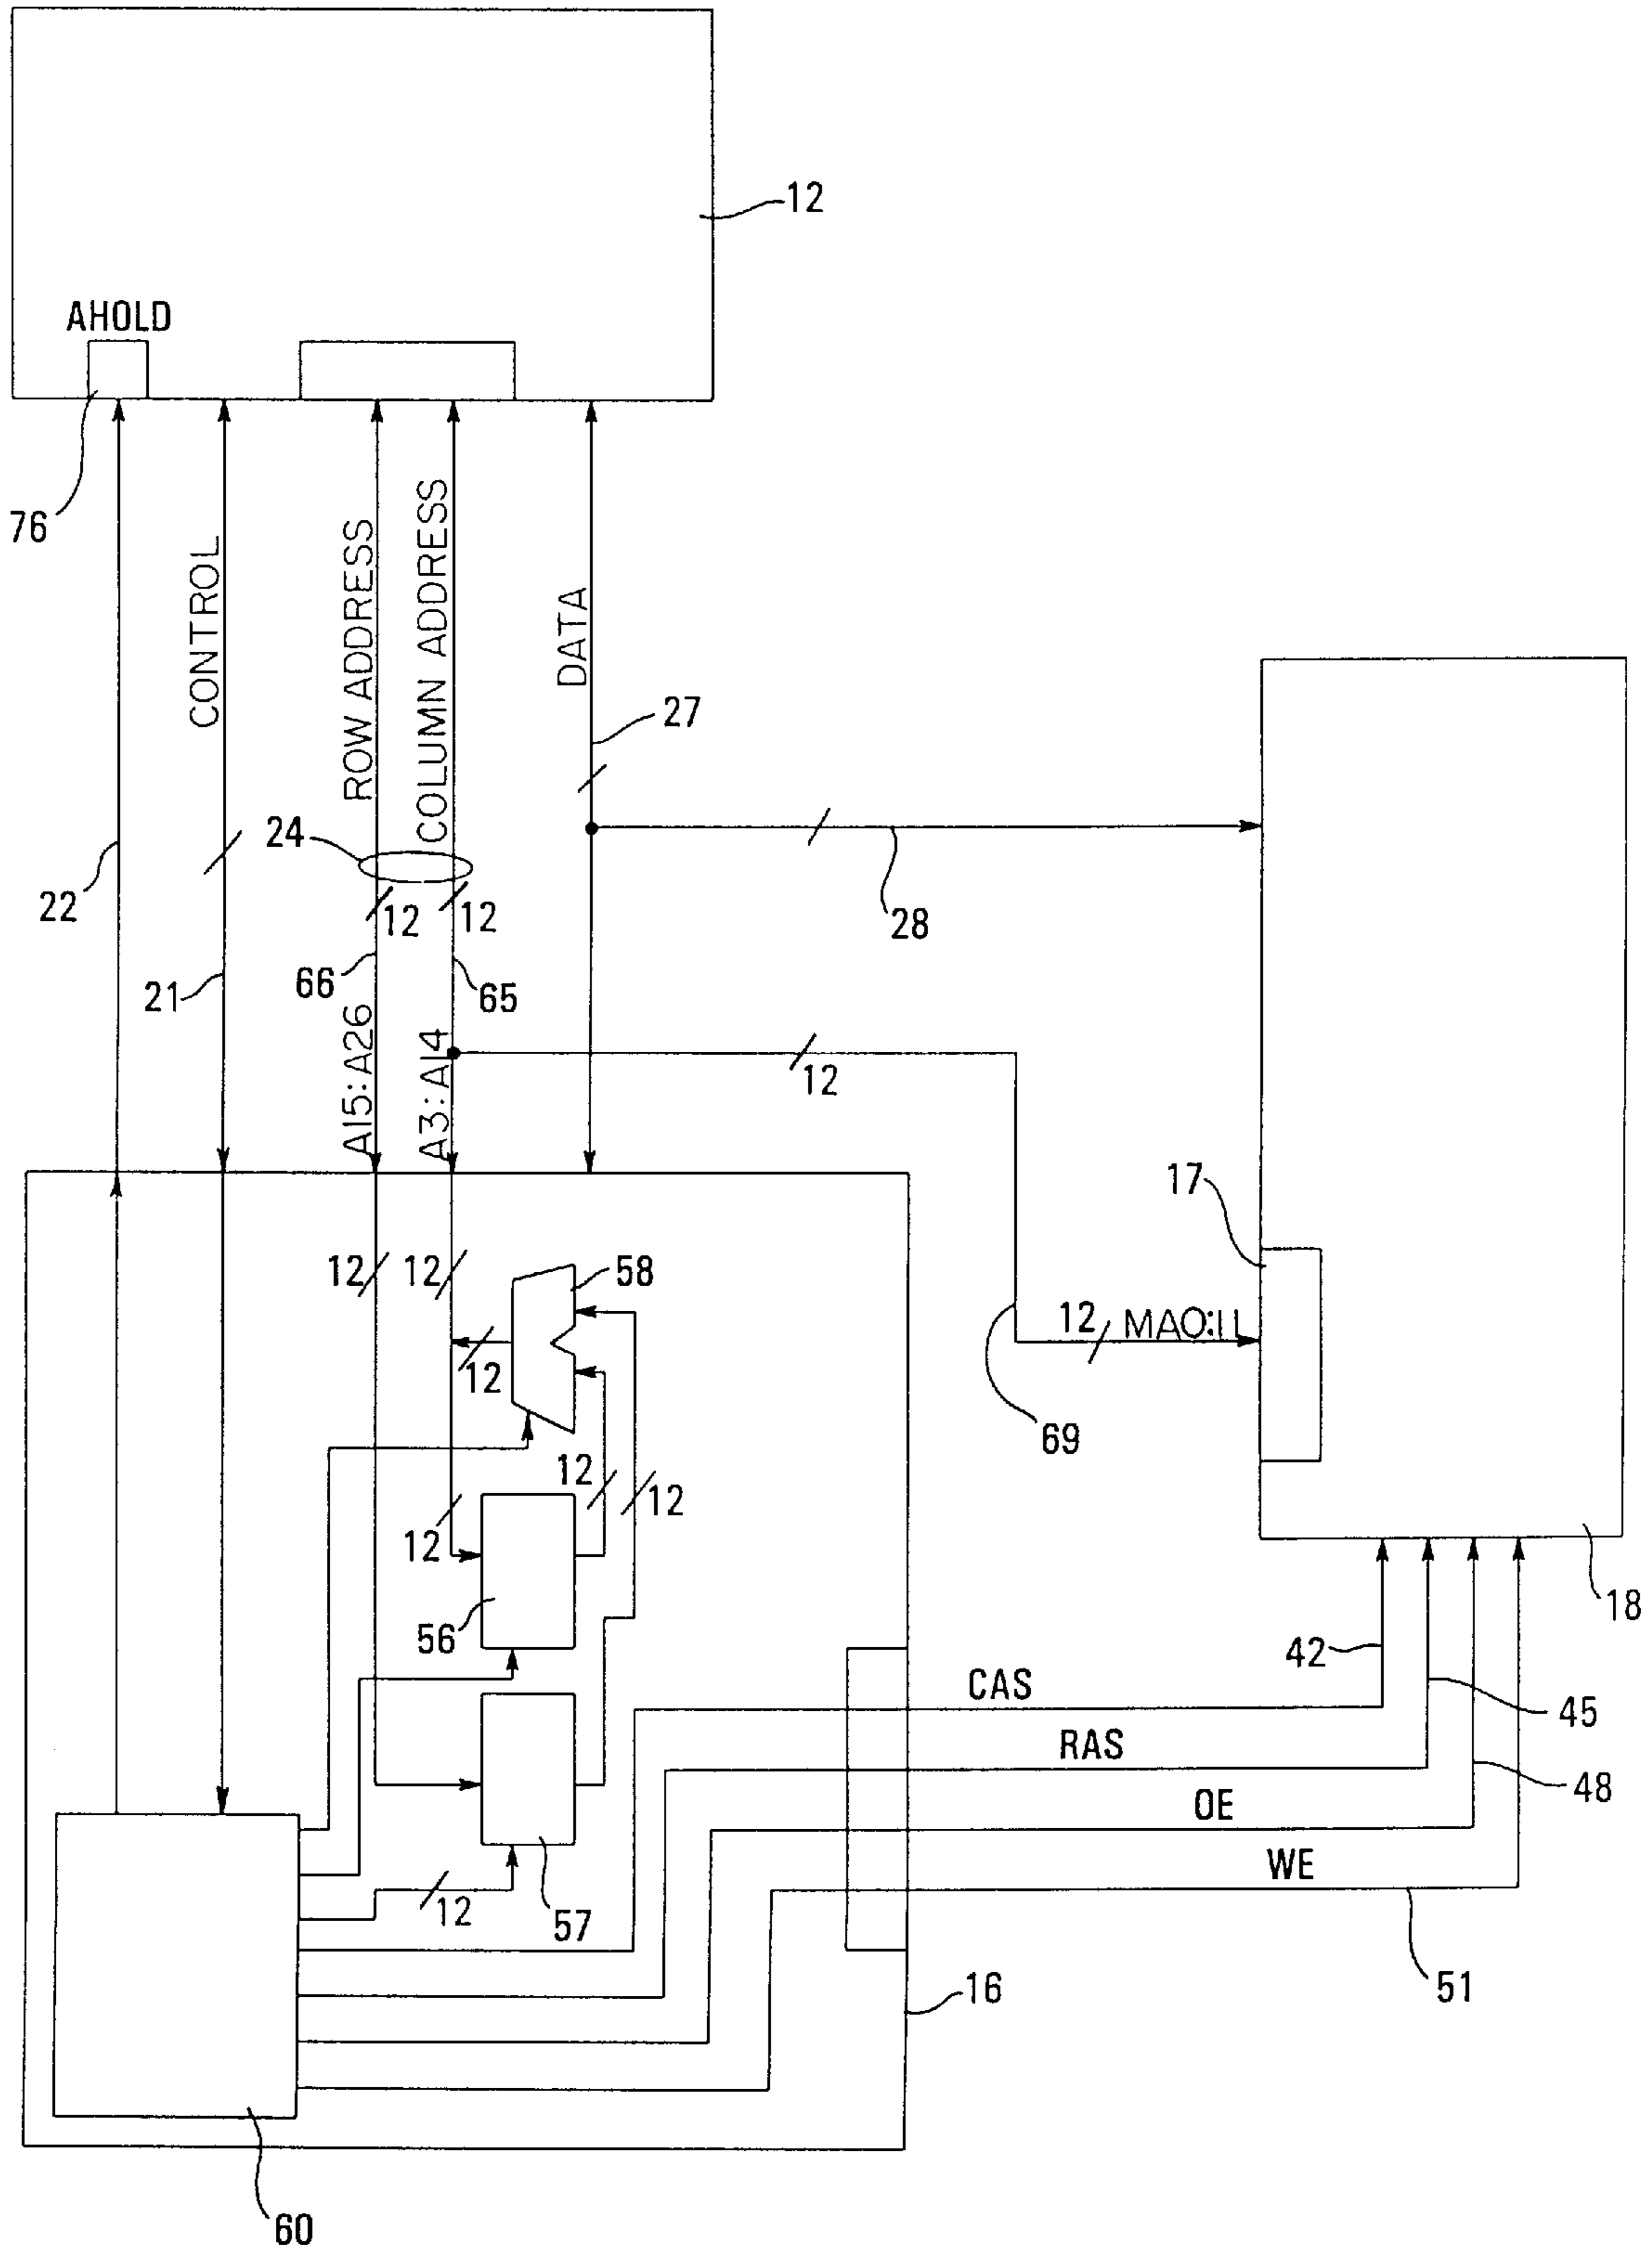 12
AHOLD
76
CONTROL
ROW ADDRESS
COLUMN ADDRESS
DATA
27
24
22
12
12
28
66
65
21
A15:A26
A3:A14
12
17
12
12
58
12
MA0:11
12
69
12
12
12
56
18
42
CAS
45
RAS
48
OE
WE
12
57
51
16
60